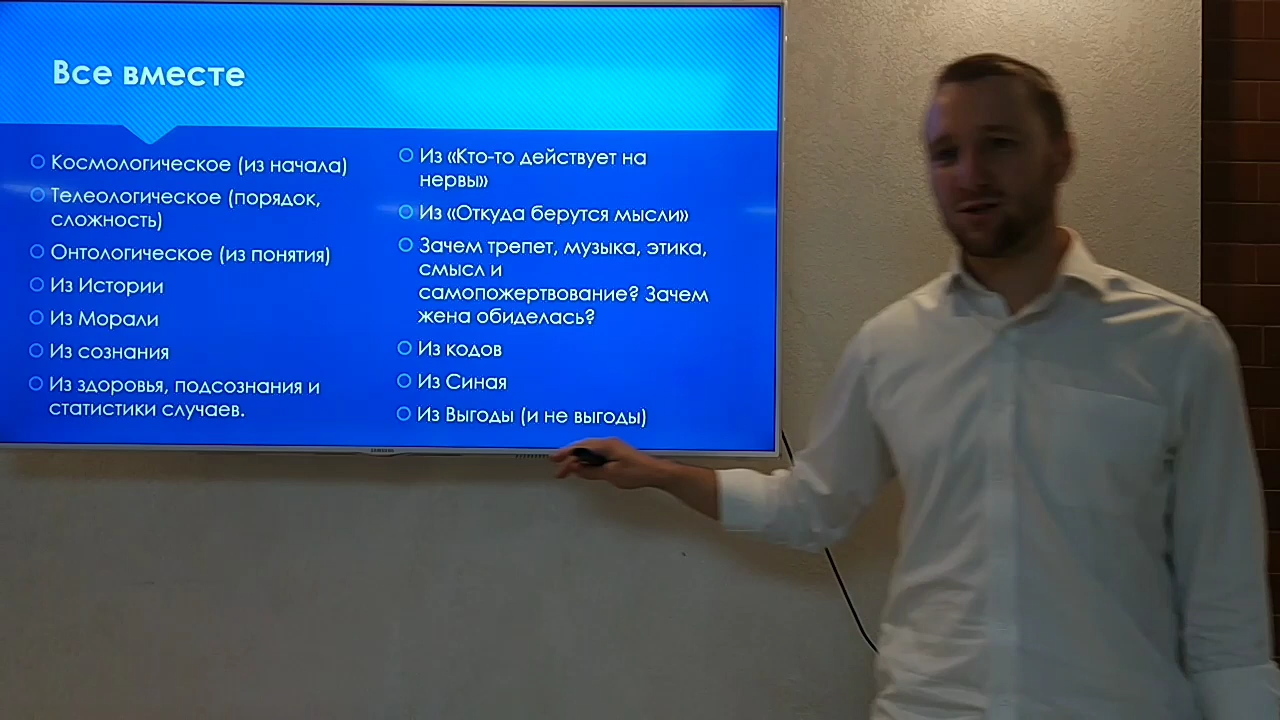 Все вместе
Космологическое (из начала)
Телеологическое (порядок,
сложность)
Онтологическое (из понятия)
Из Истории
Из Морали
Из сознания
Из здоровья, подсознания и
статистики случаев.
Из «Кто-то действует на
нервы»
Из «Откуда берутся мысли»
Зачем трепет, музыка, этика,
смысл и
самопожертвование? Зачем
жена обиделась?
Из кодов
Из Синая
Из Выгоды (и не выгоды)
SAMSUNG